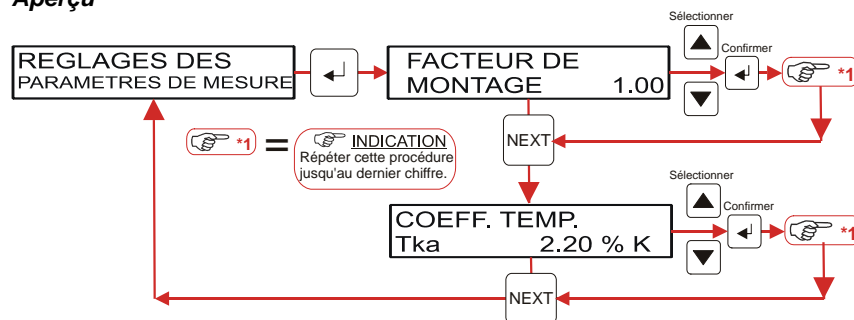 Aperçu
Sélectionner
REGLAGES DES
PARAMETRES DE MESURE
FACTEUR DE
MONTAGE 1.00
Confirmer
*1
NEXT
*1 = INDICATION
Répéter cette procédure
jusqu'au dernier chiffre.
Sélectionner
COEFF. TEMP.
Tka 2.20 % K
Confirmer
*1
NEXT